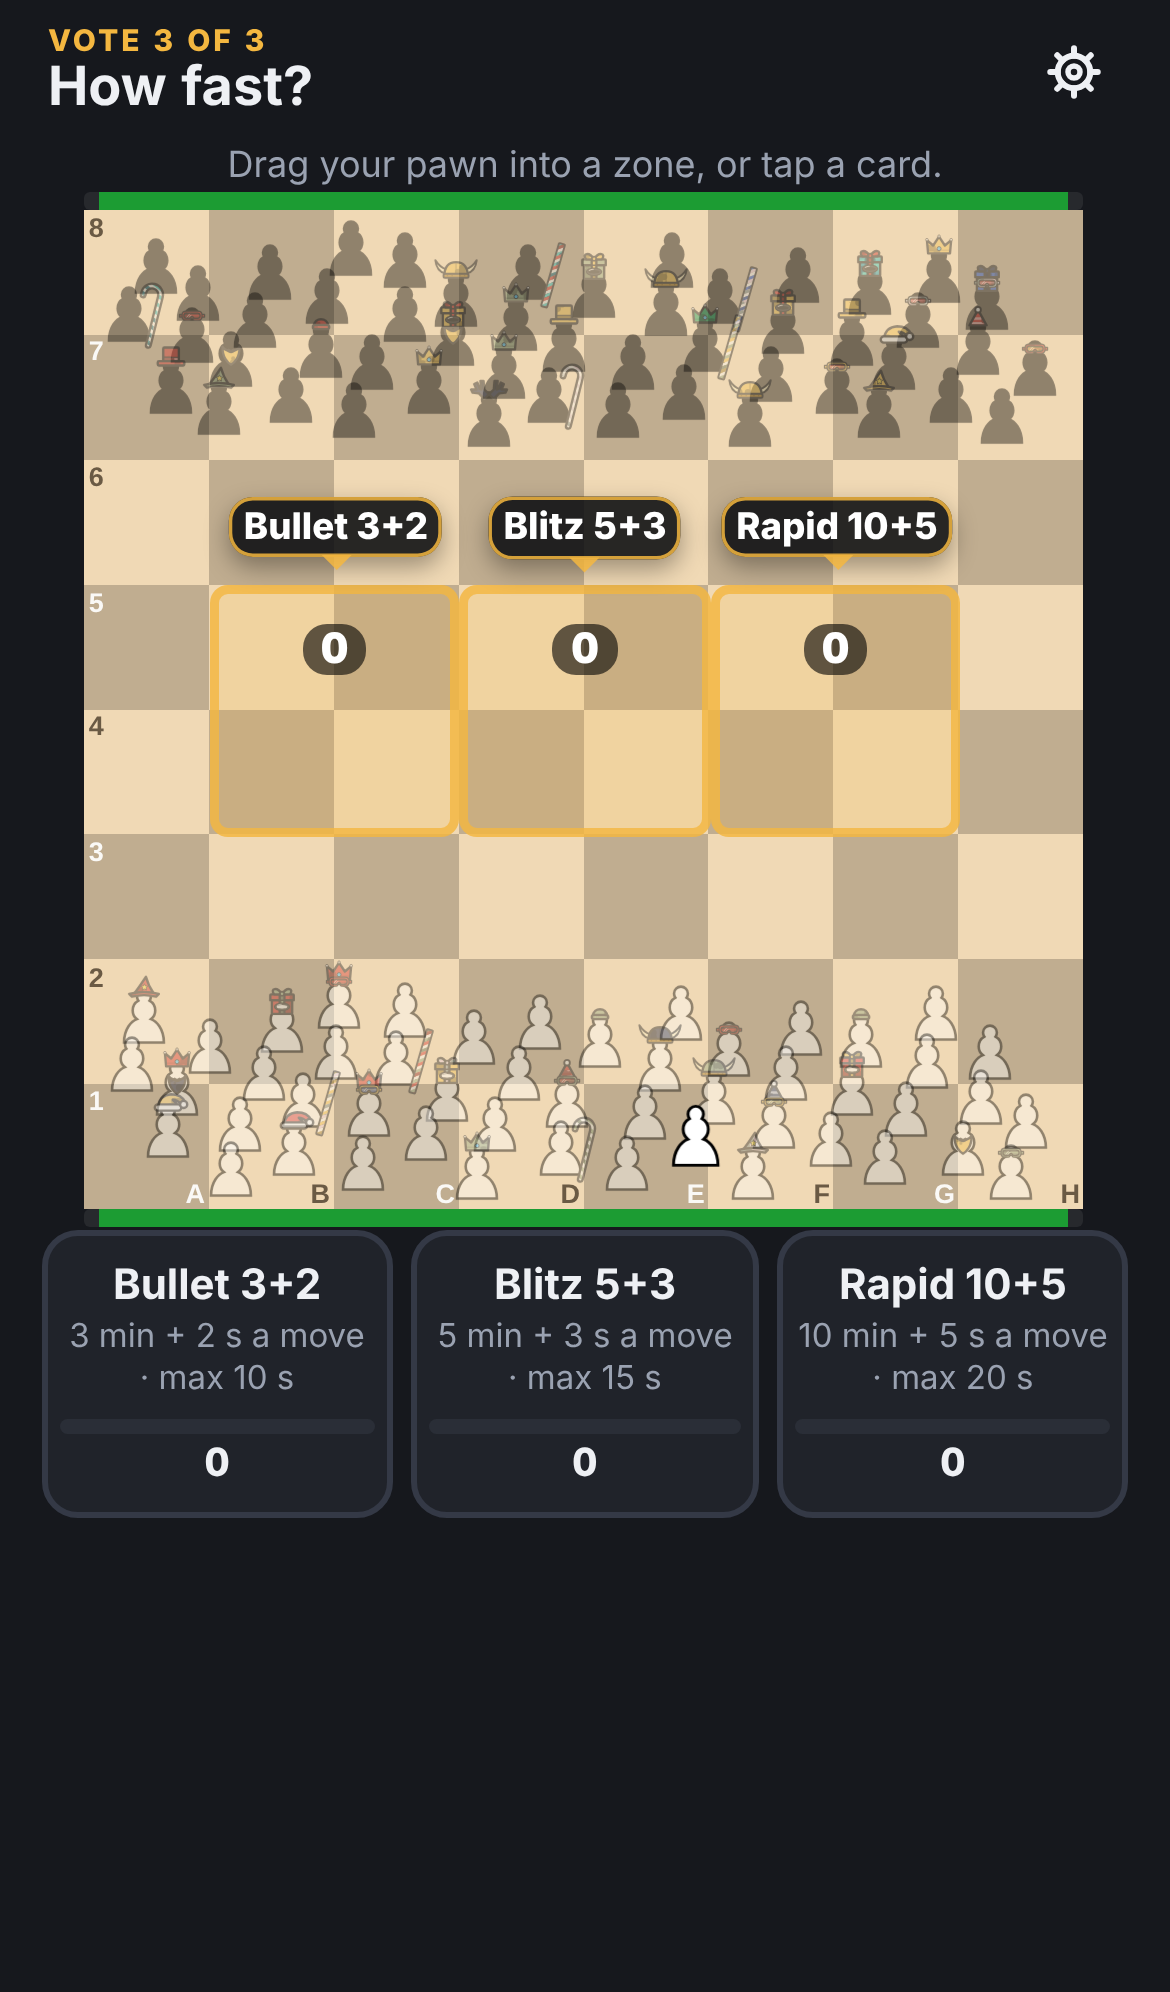 VOTE 3 OF 3
How fast?
Drag your pawn into a zone, or tap a card.
8
7
6
Bullet 3+2
Blitz 5+3
Rapid 10+5
5
0
0
0
4
3
2
1
A
B
C
D
E
F
G
H
Bullet 3+2
3 min + 2 s a move
· max 10 s
0
Blitz 5+3
5 min + 3 s a move
· max 15 s
0
Rapid 10+5
10 min + 5 s a move
· max 20 s
0